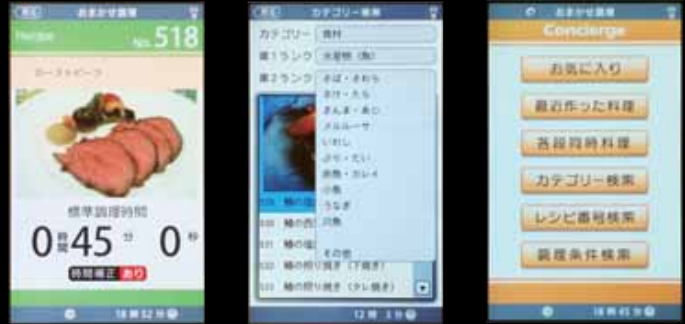 おまかせ調理
Recipe
No. 518
ローストビーフ
標準調理時間
0時間45分 0秒
時間補正 あり
18時52分
カテゴリー検索
カテゴリー 食材
第1ランク 水産物（魚）
第2ランク さば・さわら
さけ・たら
さんま・あじ
メルルーサ
いわし
ぶり・たい
赤魚・カレイ
小魚
うなぎ
川魚
その他
鰆の照り焼き（下焼き）
鰆の照り焼き（タレ焼き）
12時 3分
おまかせ調理
Concierge
お気に入り
最近作った料理
各段同時料理
カテゴリー検索
レシピ番号検索
調理条件検索
18時45分